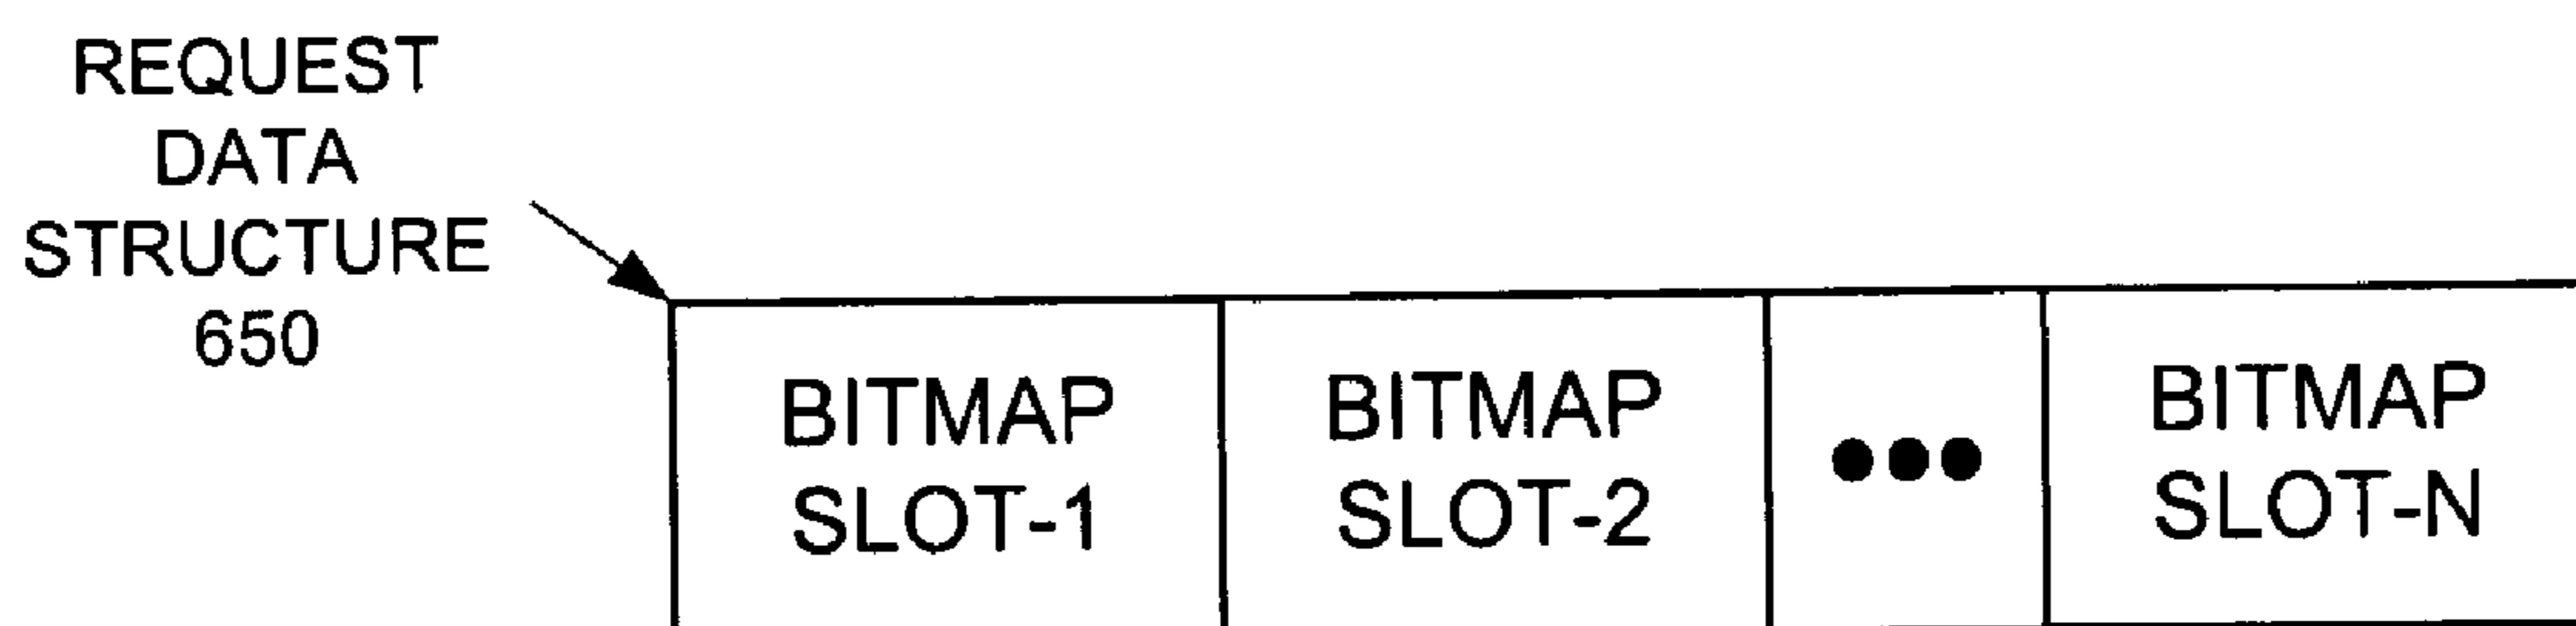 REQUEST
DATA
STRUCTURE
650
BITMAP
SLOT-1
BITMAP
SLOT-2
BITMAP
SLOT-N